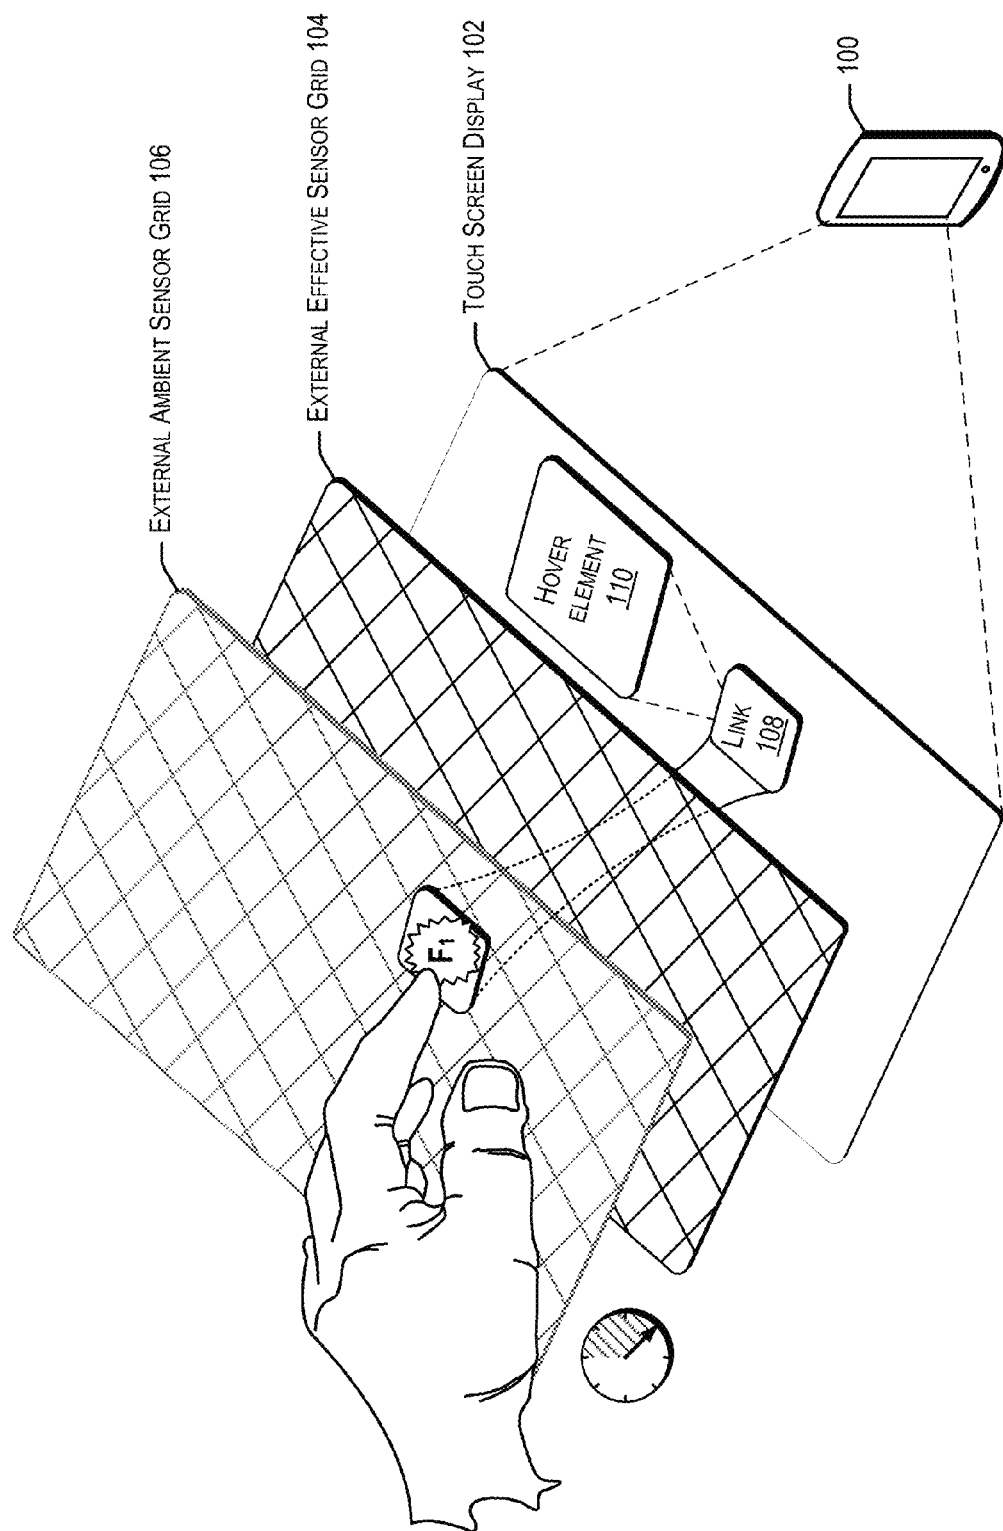 EXTERNAL AMBIENT SENSOR GRID 106
EXTERNAL EFFECTIVE SENSOR GRID 104
TOUCH SCREEN DISPLAY 102
100
HOVER
ELEMENT
110
LINK
108
F1